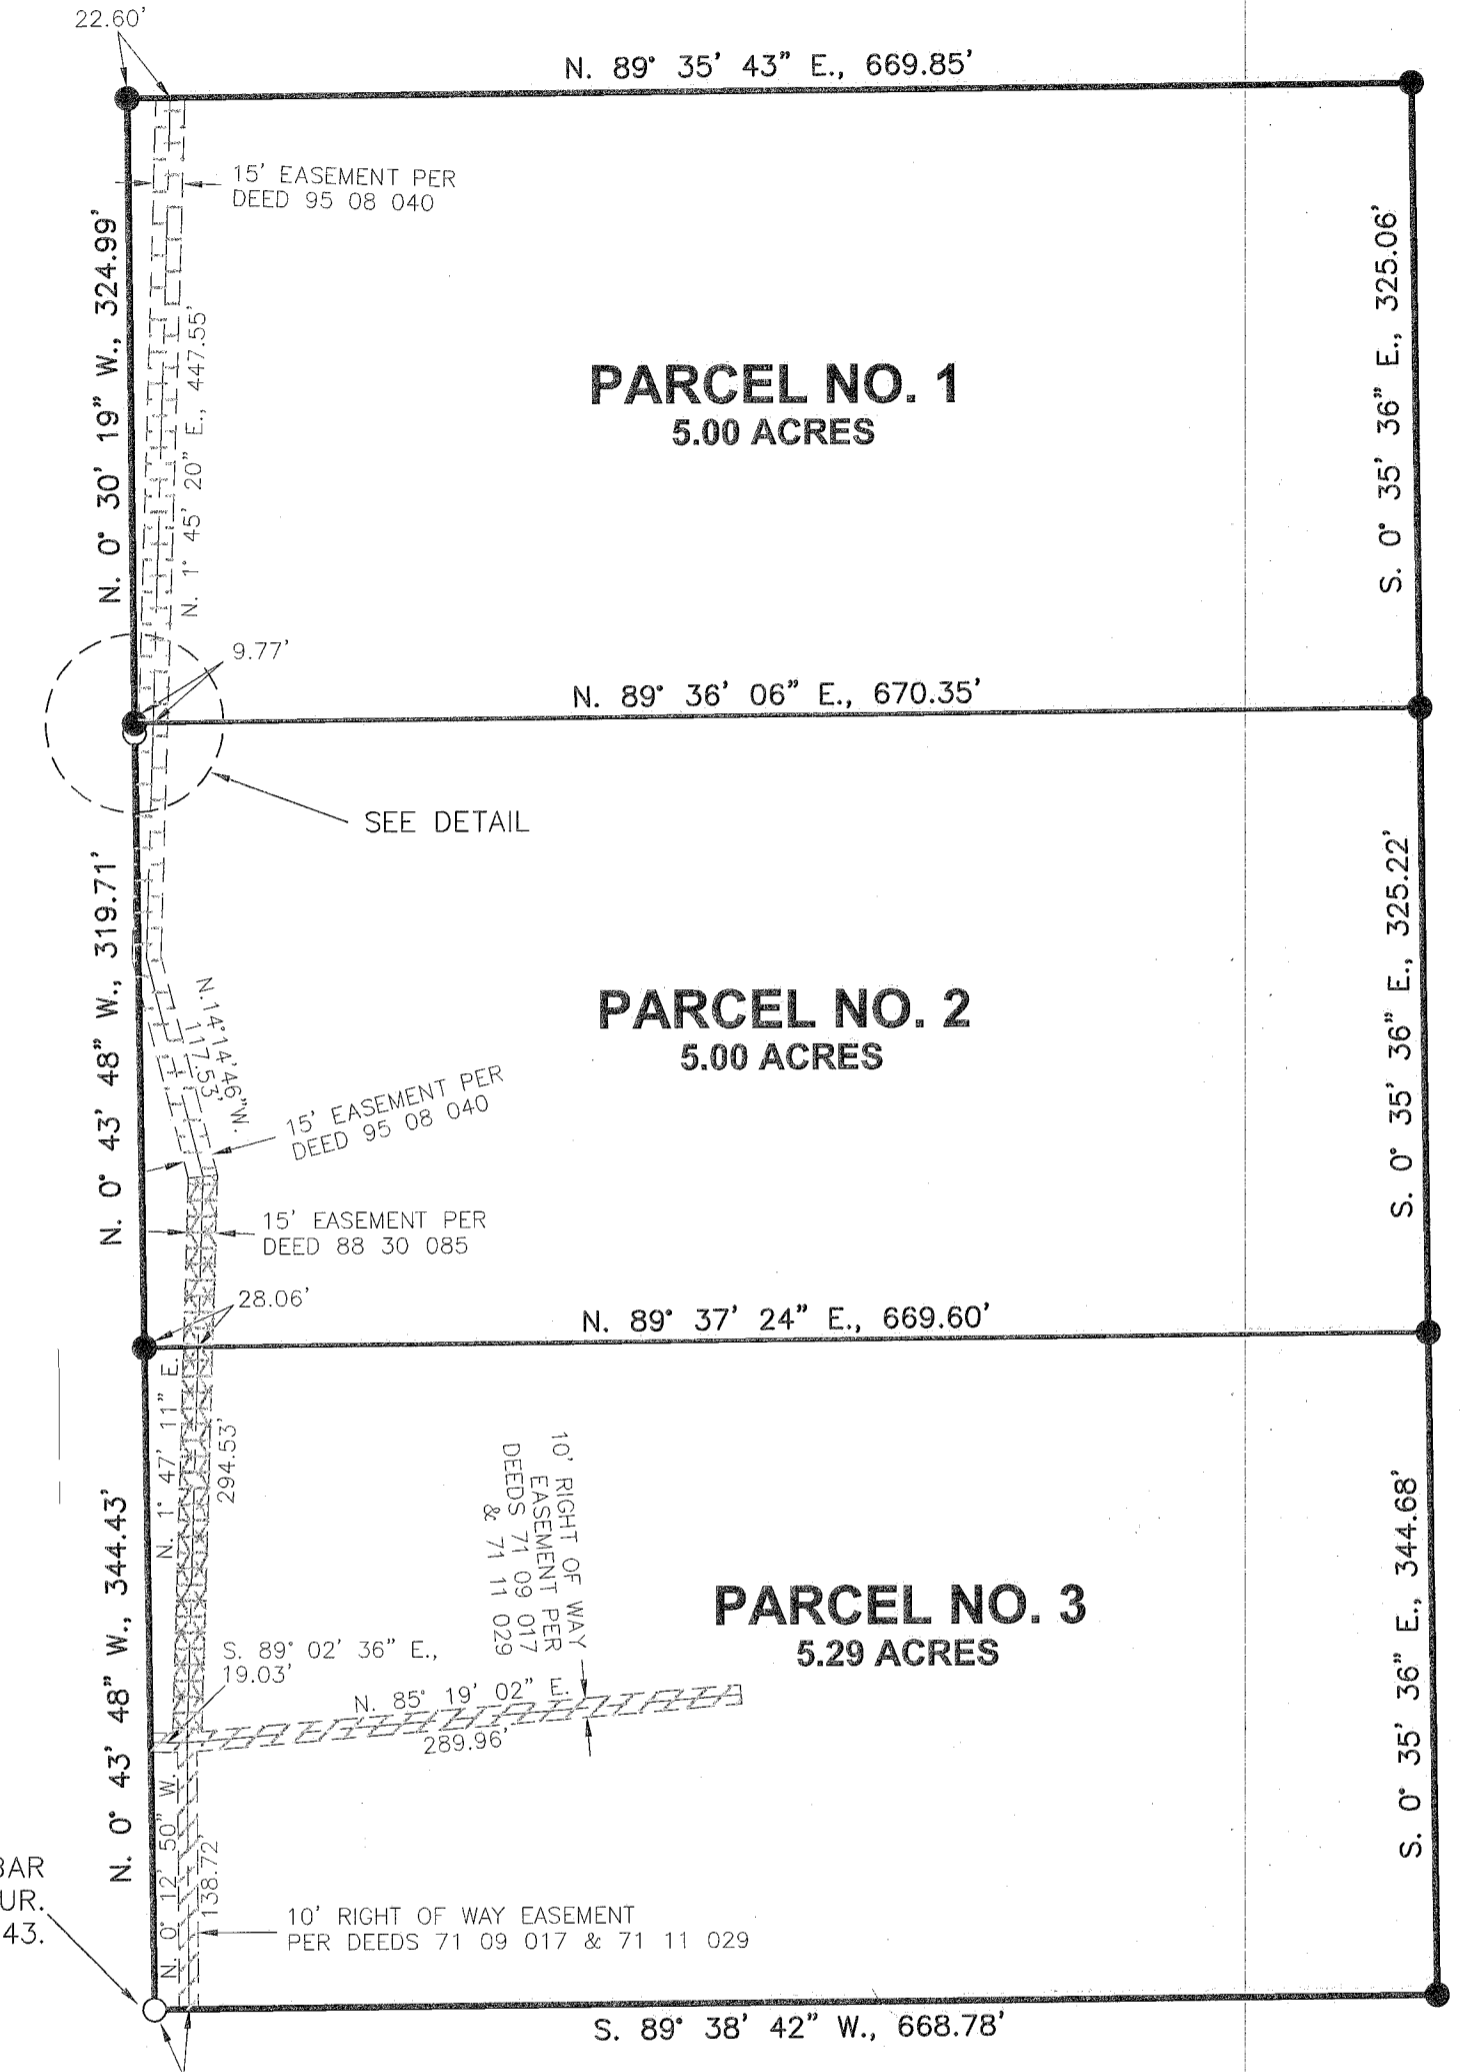 22.60'
N. 89° 35' 43" E., 669.85'
15' EASEMENT PER
DEED 95 08 040
N. 0° 30' 19" W., 324.99'
N. 1° 45' 20" E., 447.55'
S. 0° 35' 36" E., 325.06'
PARCEL NO. 1
5.00 ACRES
9.77'
N. 89° 36' 06" E., 670.35'
SEE DETAIL
N. 0° 43' 48" W., 319.71'
S. 0° 35' 36" E., 325.22'
PARCEL NO. 2
5.00 ACRES
N.14°14'46"W.
117.53'
15' EASEMENT PER
DEED 95 08 040
15' EASEMENT PER
DEED 88 30 085
28.06'
N. 89° 37' 24" E., 669.60'
N. 1° 47' 11" E.
294.53'
N. 0° 43' 48" W., 344.43'
10' RIGHT OF WAY
EASEMENT PER
DEEDS 71 09 017
& 71 11 029
S. 0° 35' 36" E., 344.68'
PARCEL NO. 3
5.29 ACRES
S. 89° 02' 36" E.,
19.03'
N. 85° 19' 02" E.
289.96'
N. 0° 12' 50" W.
138.72'
BAR
UR.
43.
10' RIGHT OF WAY EASEMENT
PER DEEDS 71 09 017 & 71 11 029
S. 89° 38' 42" W., 668.78'